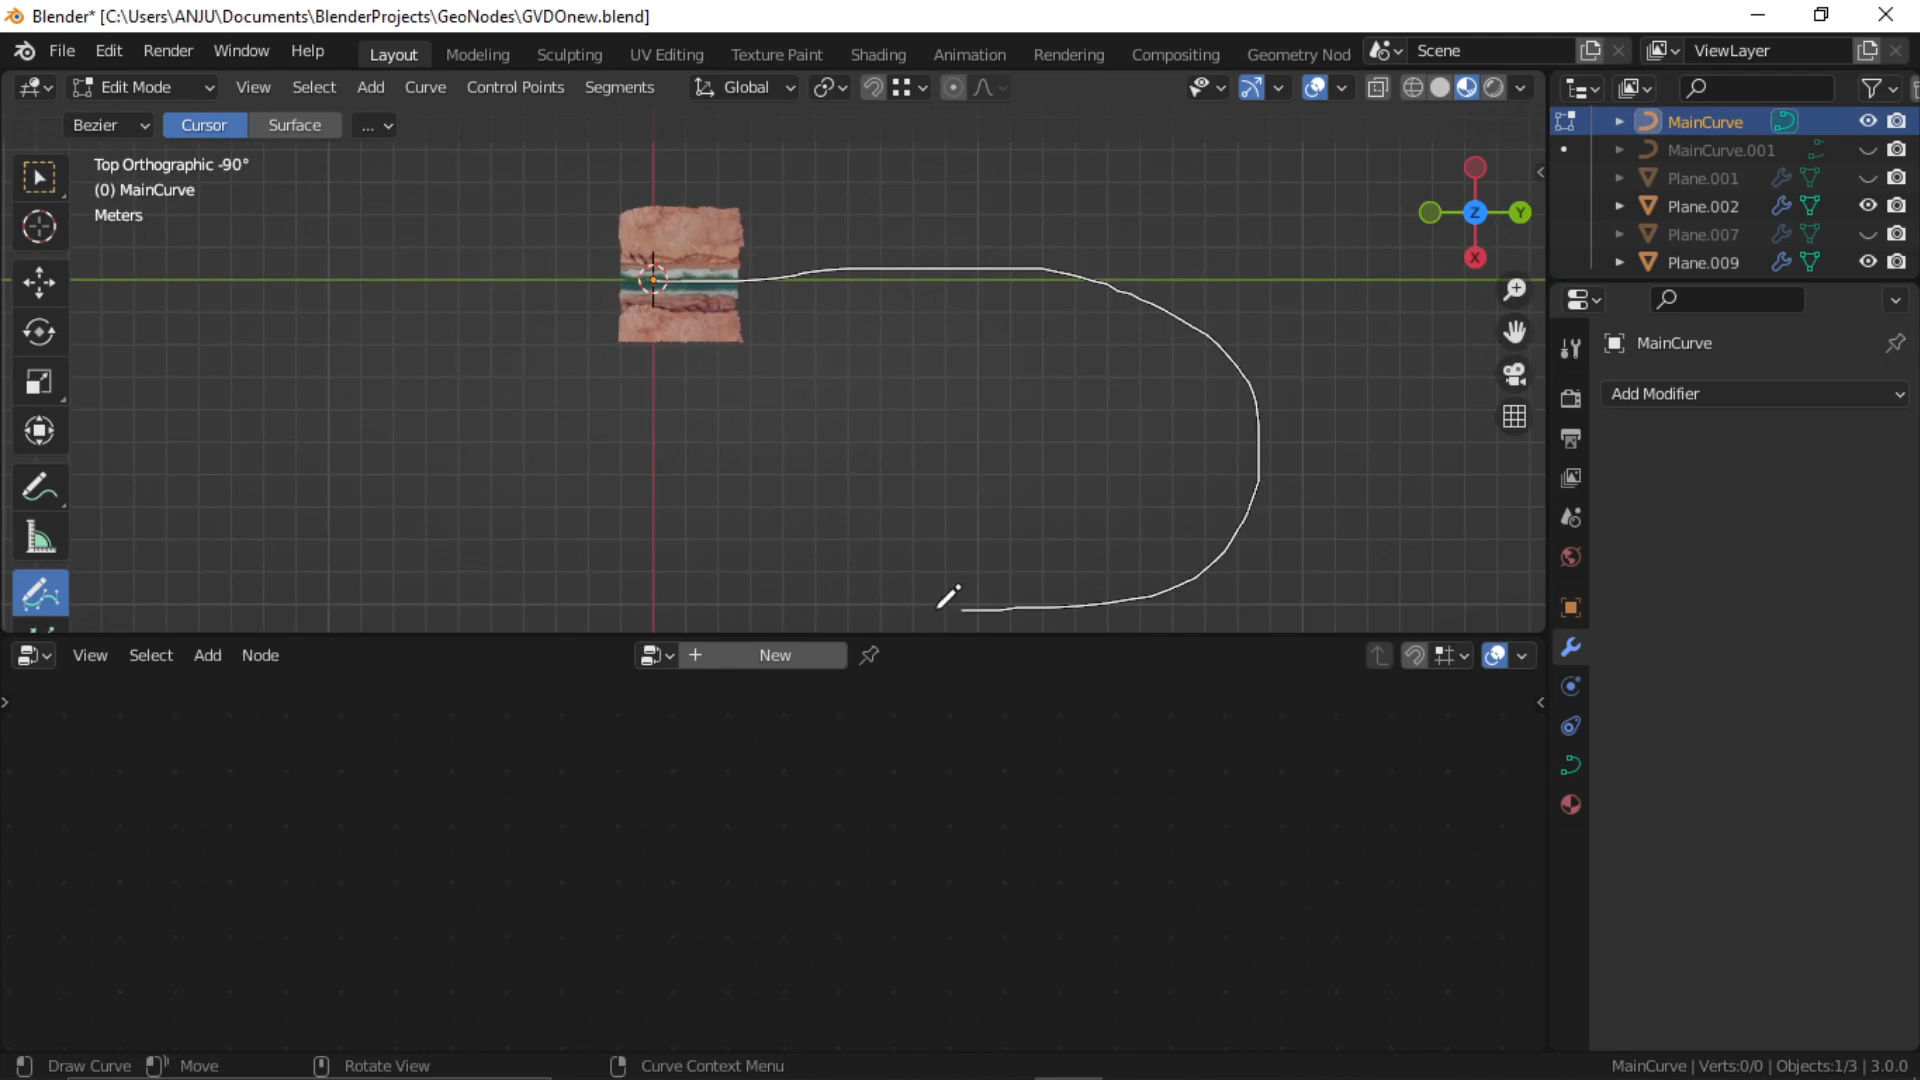 Blender* [C:\Users\ANJU\Documents\BlenderProjects\GeoNodes\GVDOnew.blend]
File Edit Render Window Help Layout Modeling Sculpting UV Editing Texture Paint Shading Animation Rendering Compositing Geometry Nod Scene ViewLayer
Edit Mode View Select Add Curve Control Points Segments Global
Bezier Cursor Surface ...
Top Orthographic -90°
(0) MainCurve
Meters
X
Y
Z
MainCurve
MainCurve.001
Plane.001
Plane.002
Plane.007
Plane.009
MainCurve
Add Modifier
View Select Add Node + New
Draw Curve Move Rotate View Curve Context Menu MainCurve | Verts:0/0 | Objects:1/3 | 3.0.0